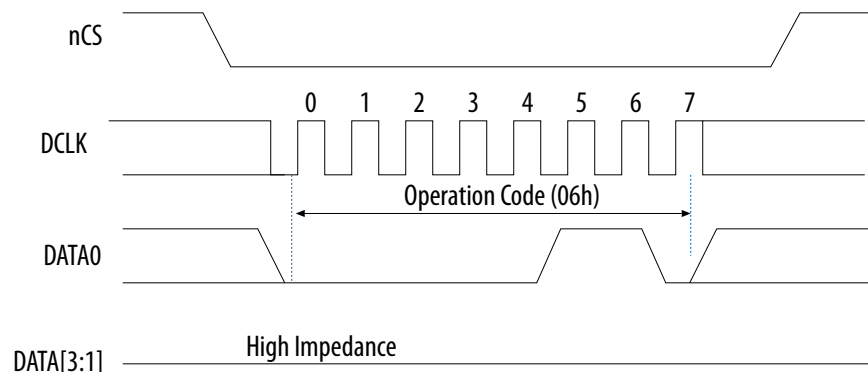 nCS
0 1 2 3 4 5 6 7
DCLK
Operation Code (06h)
DATA0
High Impedance
DATA[3:1]